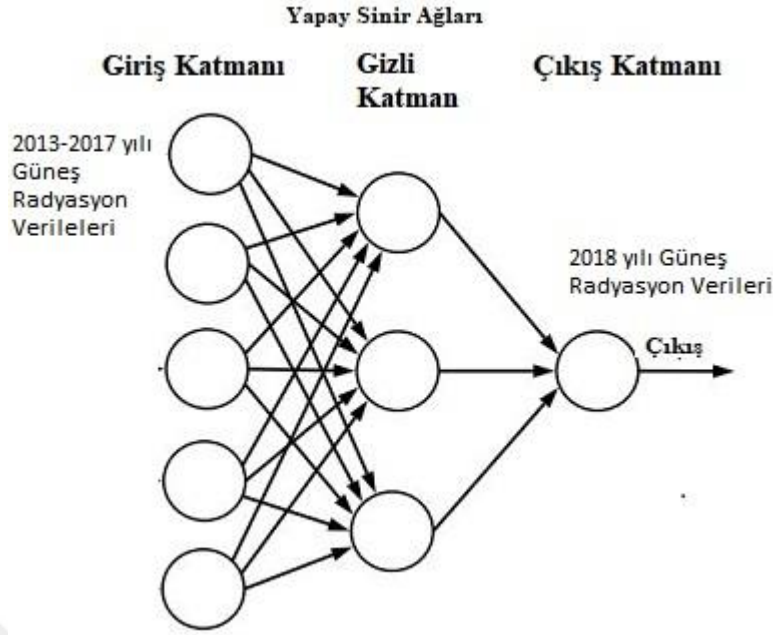 Yapay Sinir Ağları
Giriş Katmanı
Gizli
Katman
Çıkış Katmanı
2013-2017 yılı
Güneş
Radyasyon
Verileleri
2018 yılı Güneş
Radyasyon Verileri
Çıkış